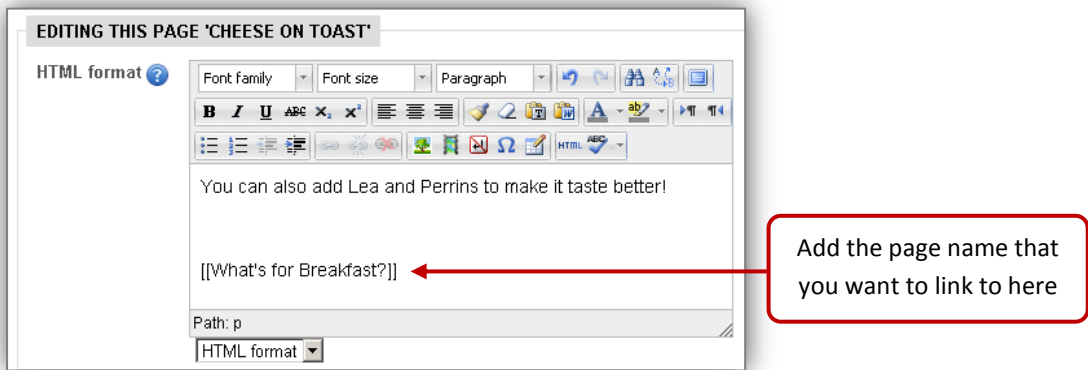 EDITING THIS PAGE 'CHEESE ON TOAST'
HTML format
Font family Font size Paragraph
B I U ABC X₂ X² T W A ab
Ω HTML ABC
You can also add Lea and Perrins to make it taste better!
[[What's for Breakfast?]]
Add the page name that
you want to link to here
Path: p
HTML format